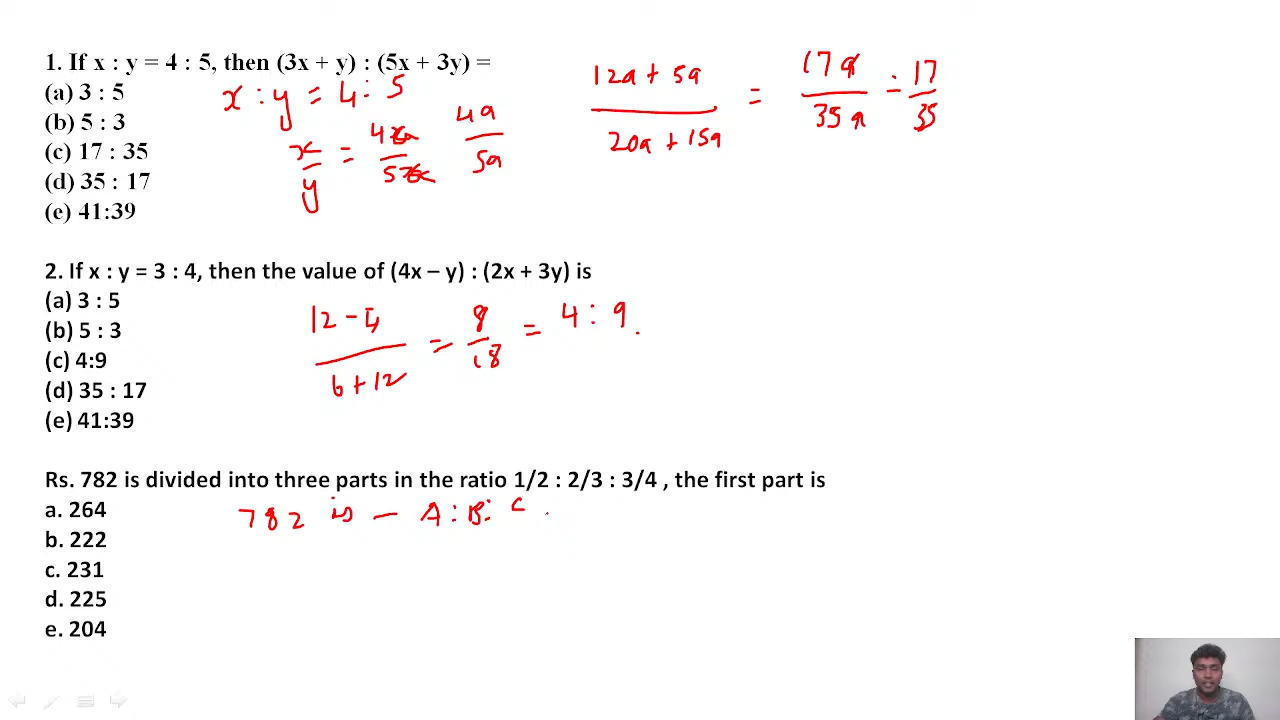 1. If x : y = 4 : 5, then (3x + y) : (5x + 3y) =
(a) 3 : 5
(b) 5 : 3
(c) 17 : 35
(d) 35 : 17
(e) 41:39
x : y = 4 : 5
x/y = 4/5 4a/5a
12a + 5a / 20a + 15a = 17a / 35a = 17/35
2. If x : y = 3 : 4, then the value of (4x – y) : (2x + 3y) is
(a) 3 : 5
(b) 5 : 3
(c) 4:9
(d) 35 : 17
(e) 41:39
12 - 4 / 6 + 12 = 8/18 = 4 : 9
Rs. 782 is divided into three parts in the ratio 1/2 : 2/3 : 3/4 , the first part is
a. 264
b. 222
c. 231
d. 225
e. 204
782 is — A : B : C